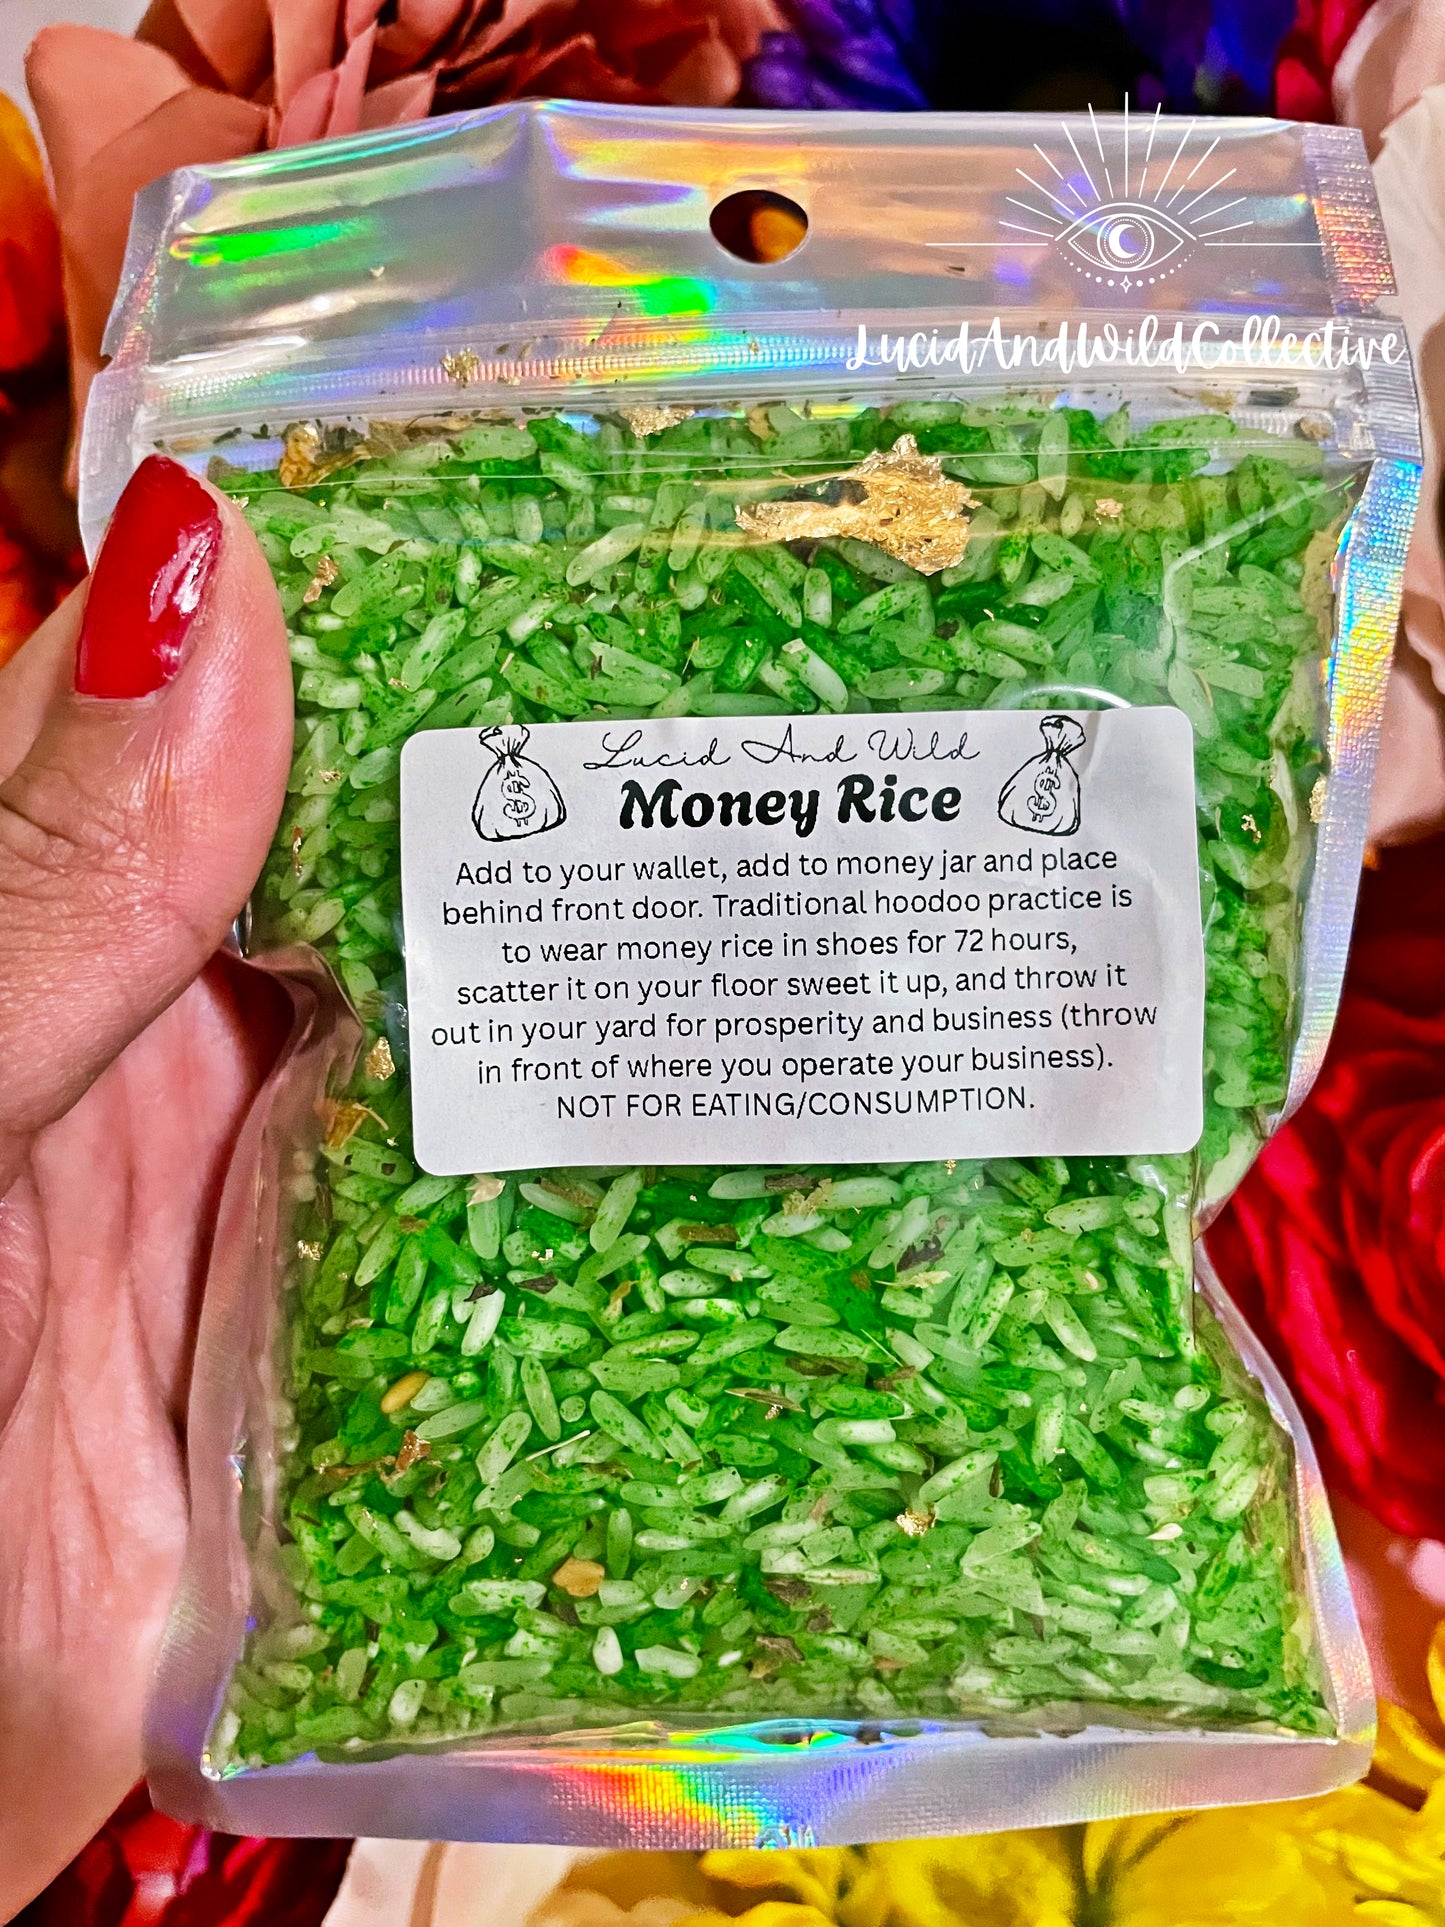 LucidAndWildCollective
Lucid And Wild
Money Rice
Add to your wallet, add to money jar and place
behind front door. Traditional hoodoo practice is
to wear money rice in shoes for 72 hours,
scatter it on your floor sweet it up, and throw it
out in your yard for prosperity and business (throw
in front of where you operate your business).
NOT FOR EATING/CONSUMPTION.
$
$